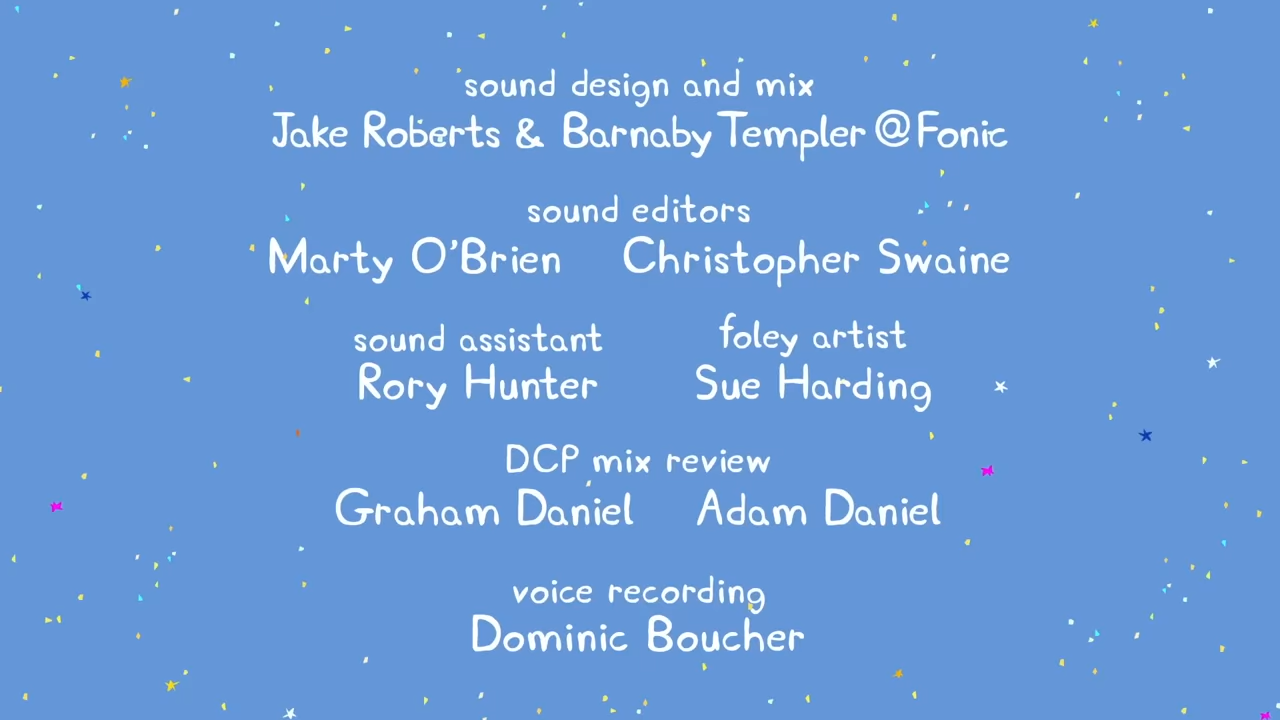 sound design and mix
Jake Roberts & Barnaby Templer @ Fonic
sound editors
Marty O'Brien Christopher Swaine
sound assistant foley artist
Rory Hunter Sue Harding
DCP mix review
Graham Daniel Adam Daniel
voice recording
Dominic Boucher